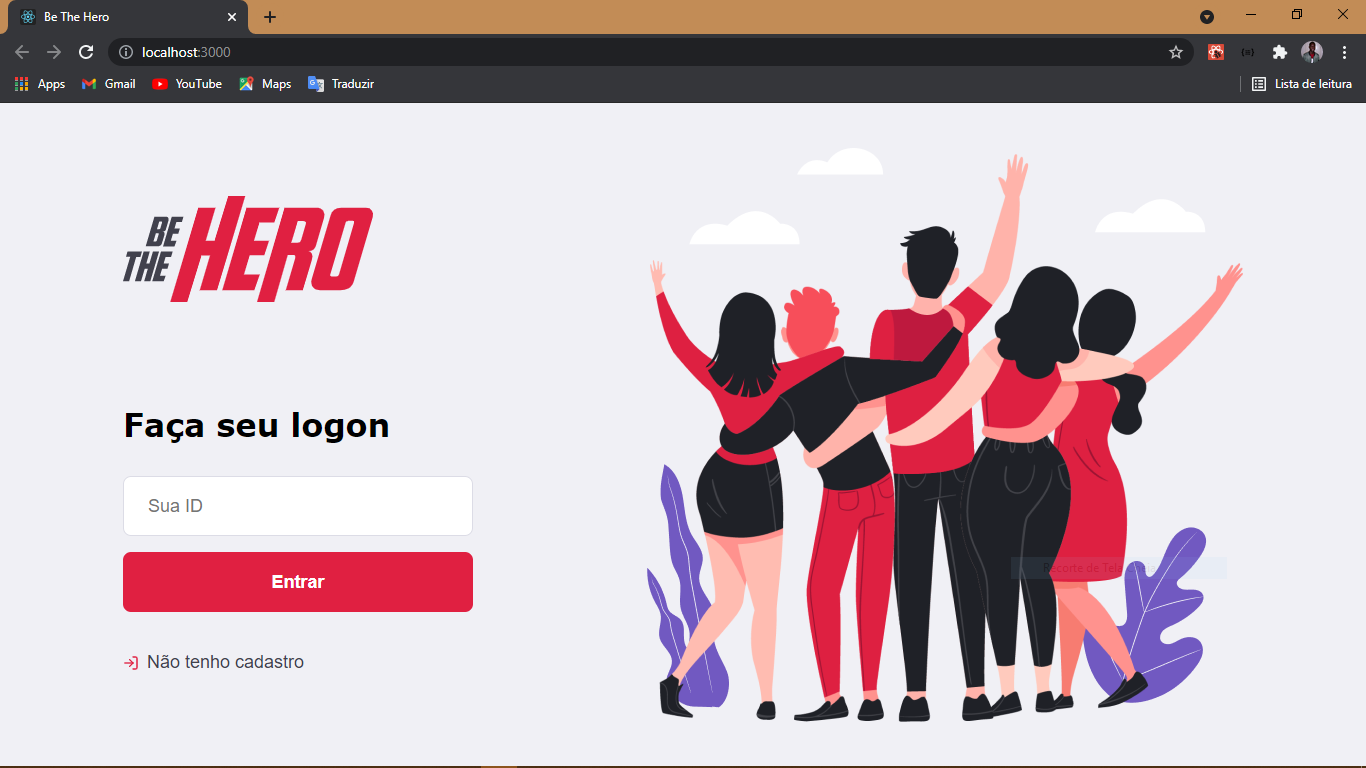 Be The Hero
localhost:3000
Apps
Gmail
YouTube
Maps
Traduzir
Lista de leitura
BE
THE HERO
Faça seu logon
Sua ID
Entrar
Não tenho cadastro
Recorte de Tela